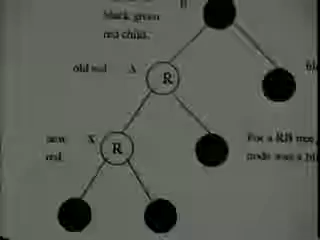 B
black green
red child.
old red A R
new X R
red
For a RB tree,
node was a bl